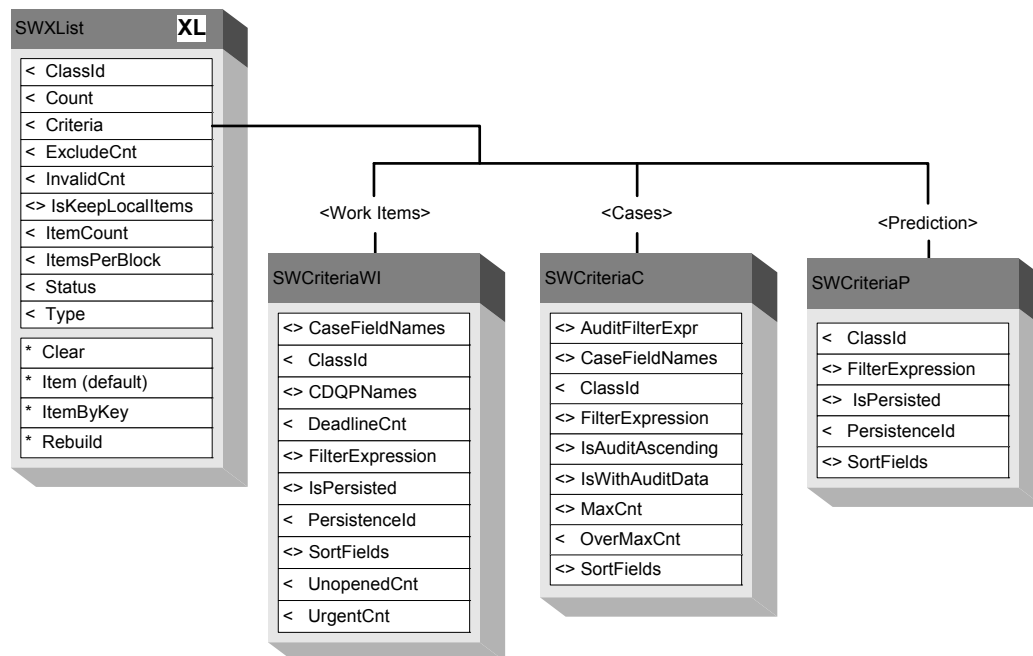 SWXList XL
< ClassId
< Count
< Criteria
< ExcludeCnt
< InvalidCnt
<> IsKeepLocalItems
< ItemCount
< ItemsPerBlock
< Status
< Type
* Clear
* Item (default)
* ItemByKey
* Rebuild
<Work Items>
SWCriteriaWI
<> CaseFieldNames
< ClassId
<> CDQPNames
< DeadlineCnt
<> FilterExpression
<> IsPersisted
< PersistenceId
<> SortFields
< UnopenedCnt
< UrgentCnt
<Cases>
SWCriteriaC
<> AuditFilterExpr
<> CaseFieldNames
< ClassId
<> FilterExpression
<> IsAuditAscending
<> IsWithAuditData
<> MaxCnt
< OverMaxCnt
<> SortFields
<Prediction>
SWCriteriaP
< ClassId
<> FilterExpression
<> IsPersisted
< PersistenceId
<> SortFields